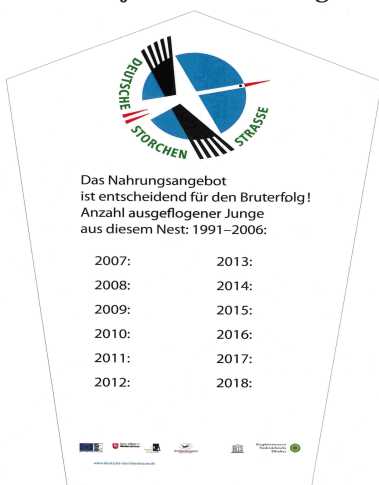 DEUTSCHE
STORCHEN
STRASSE
Das Nahrungsangebot
ist entscheidend für den Bruterfolg!
Anzahl ausgeflogener Junge
aus diesem Nest: 1991–2006:
2007: 2013:
2008: 2014:
2009: 2015:
2010: 2016:
2011: 2017:
2012: 2018:
www.deutsche-storchenstrasse.de